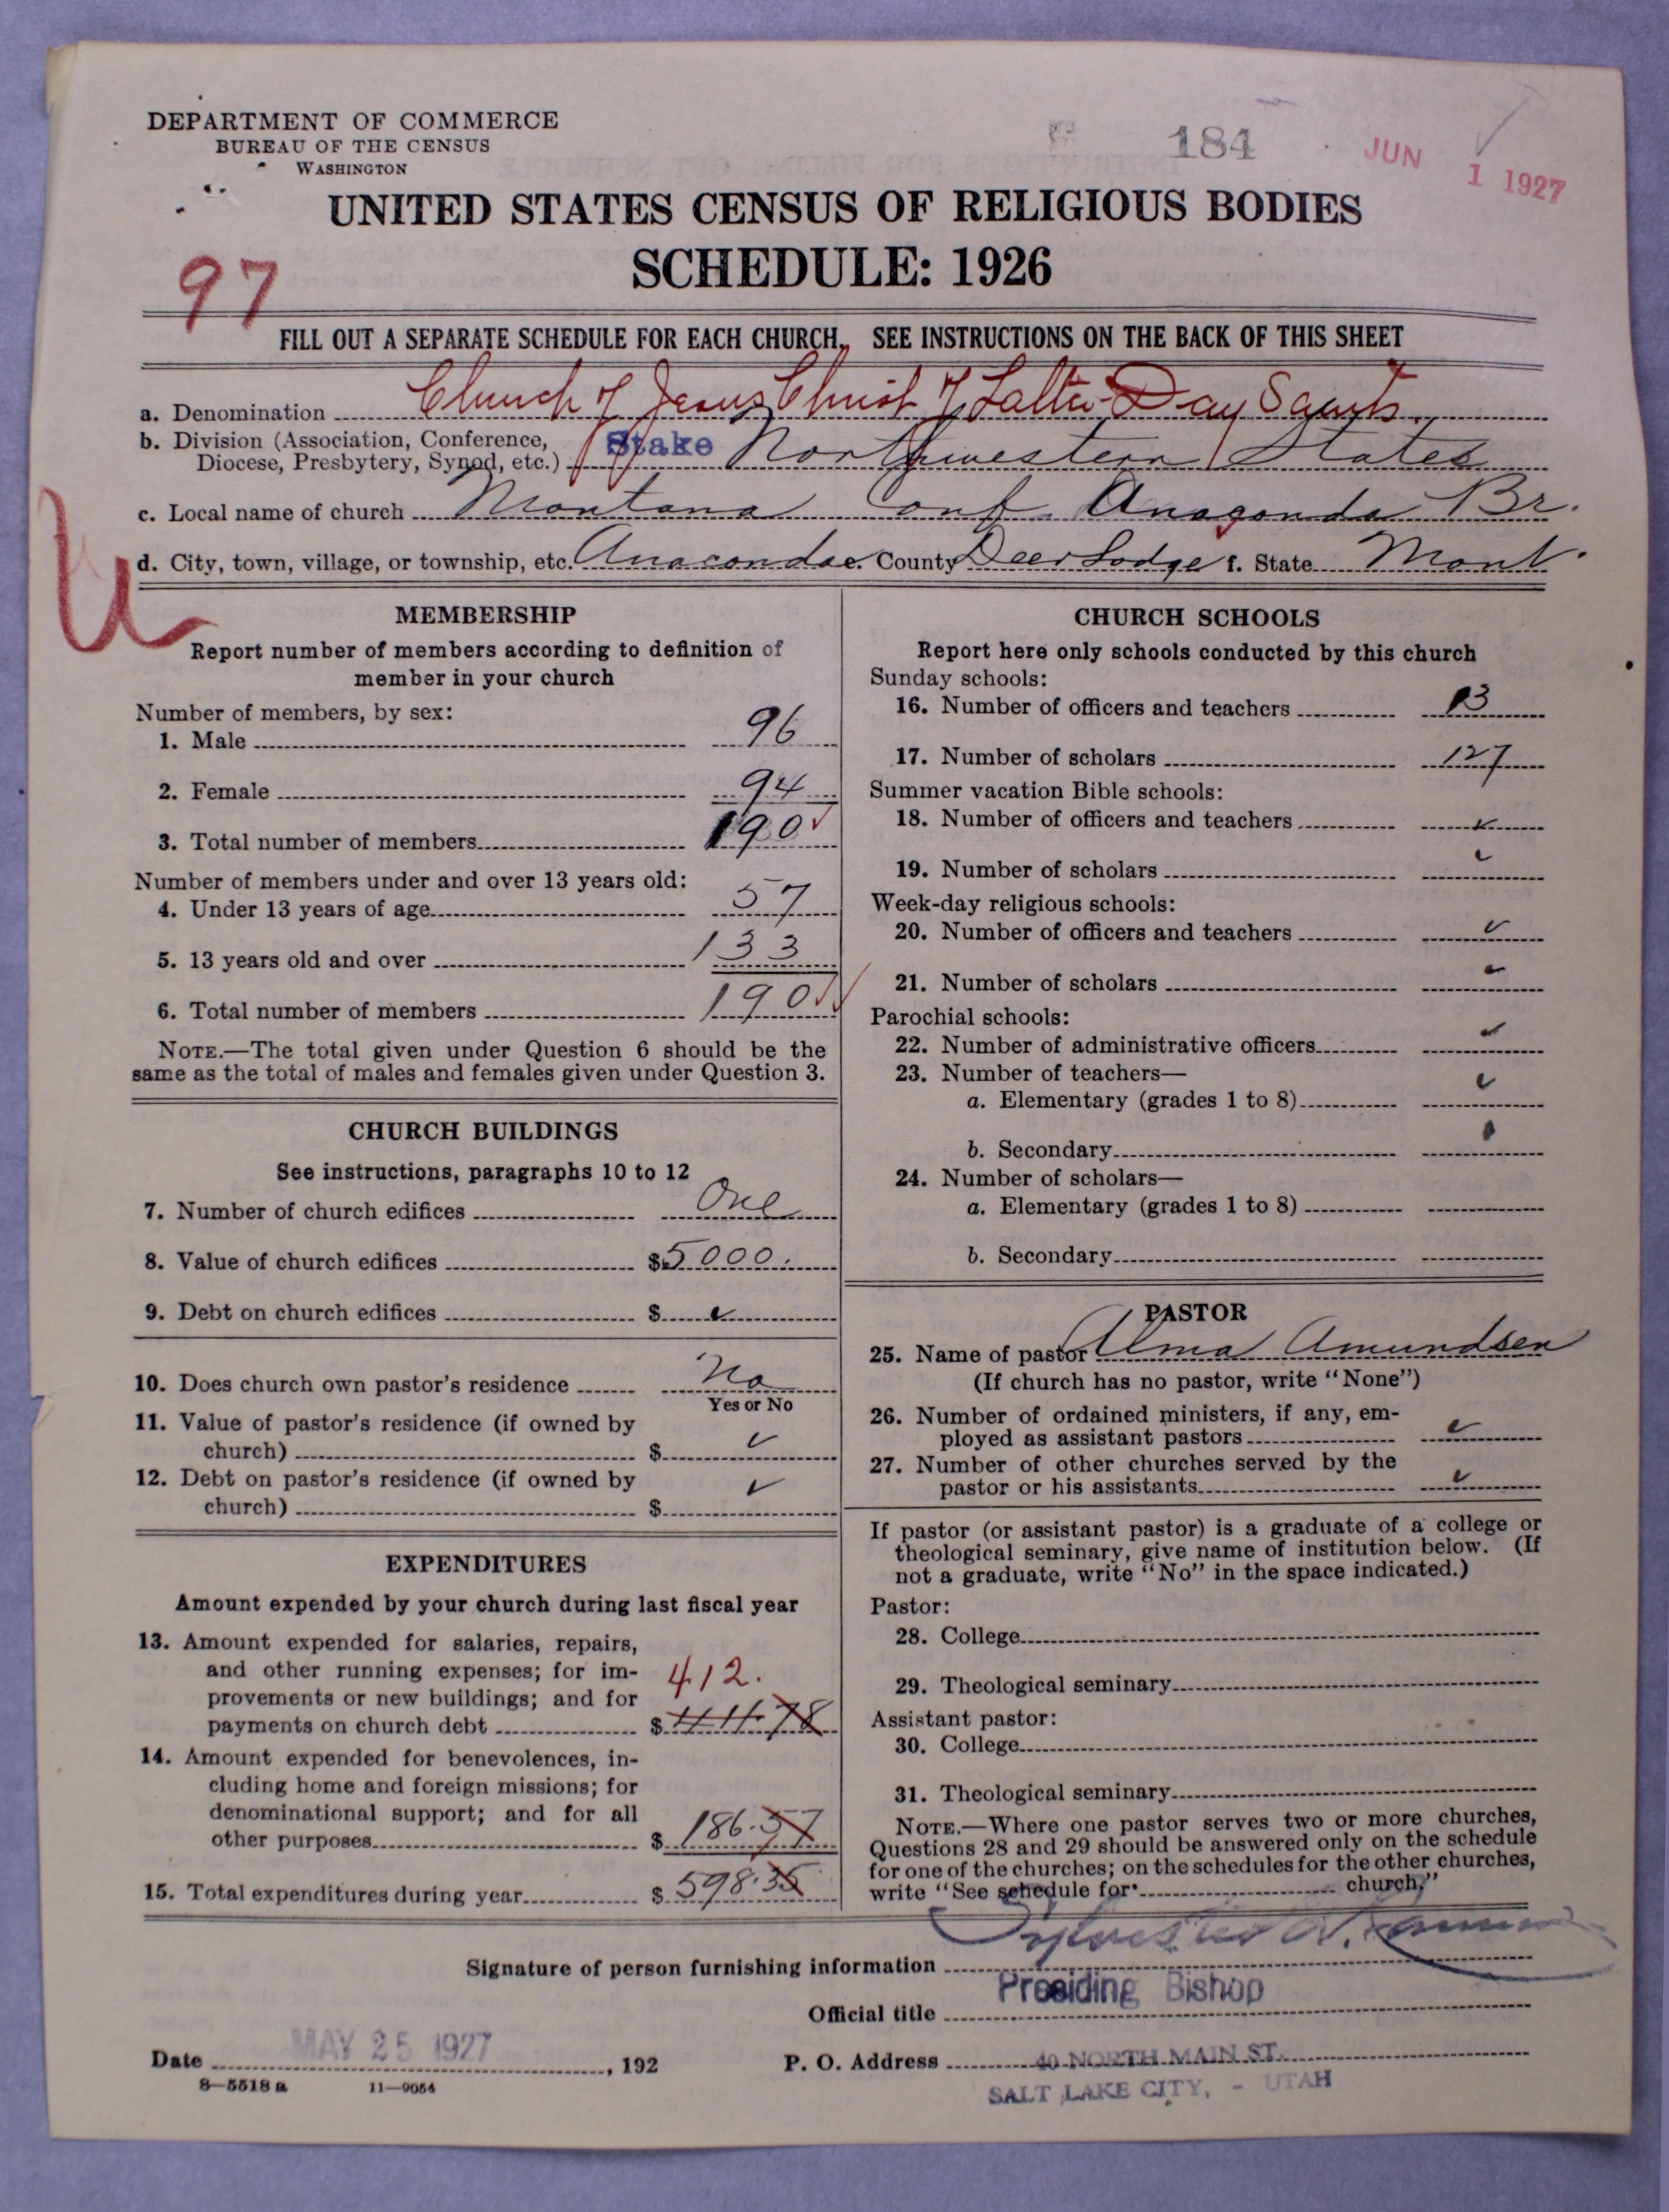 DEPARTMENT OF COMMERCE
BUREAU OF THE CENSUS
WASHINGTON
184
JUN 1 1927
UNITED STATES CENSUS OF RELIGIOUS BODIES
SCHEDULE: 1926
97
FILL OUT A SEPARATE SCHEDULE FOR EACH CHURCH. SEE INSTRUCTIONS ON THE BACK OF THIS SHEET
a. Denomination Church of Jesus Christ of Latter-Day Saints
b. Division (Association, Conference, Diocese, Presbytery, Synod, etc.) Stake Northwestern States
c. Local name of church Montana Conf. Anaconda Br.
d. City, town, village, or township, etc. Anaconda e. County Deer Lodge f. State Mont.
U
MEMBERSHIP
Report number of members according to definition of
member in your church
Number of members, by sex:
1. Male 96
2. Female 94
3. Total number of members 190 ✓
Number of members under and over 13 years old:
4. Under 13 years of age 57
5. 13 years old and over 133
6. Total number of members 190 ✓
NOTE.—The total given under Question 6 should be the
same as the total of males and females given under Question 3.
CHURCH BUILDINGS
See instructions, paragraphs 10 to 12
7. Number of church edifices One
8. Value of church edifices $5000.
9. Debt on church edifices $ ✓
10. Does church own pastor's residence No
Yes or No
11. Value of pastor's residence (if owned by
church) $ ✓
12. Debt on pastor's residence (if owned by
church) $ ✓
EXPENDITURES
Amount expended by your church during last fiscal year
13. Amount expended for salaries, repairs,
and other running expenses; for im-
provements or new buildings; and for 412.
payments on church debt $ 411.78
14. Amount expended for benevolences, in-
cluding home and foreign missions; for
denominational support; and for all
other purposes $ 186.57
15. Total expenditures during year $ 598.35
CHURCH SCHOOLS
Report here only schools conducted by this church
Sunday schools:
16. Number of officers and teachers 13
17. Number of scholars 127
Summer vacation Bible schools:
18. Number of officers and teachers ✓
19. Number of scholars ✓
Week-day religious schools:
20. Number of officers and teachers ✓
21. Number of scholars ✓
Parochial schools:
22. Number of administrative officers ✓
23. Number of teachers—
a. Elementary (grades 1 to 8) ✓
b. Secondary
24. Number of scholars—
a. Elementary (grades 1 to 8)
b. Secondary
PASTOR
25. Name of pastor Alma Amundsen
(If church has no pastor, write "None")
26. Number of ordained ministers, if any, em-
ployed as assistant pastors ✓
27. Number of other churches served by the
pastor or his assistants ✓
If pastor (or assistant pastor) is a graduate of a college or
theological seminary, give name of institution below. (If
not a graduate, write "No" in the space indicated.)
Pastor:
28. College
29. Theological seminary
Assistant pastor:
30. College
31. Theological seminary
NOTE.—Where one pastor serves two or more churches,
Questions 28 and 29 should be answered only on the schedule
for one of the churches; on the schedules for the other churches,
write "See schedule for church."
Signature of person furnishing information Sylvester Q. Cannon
Official title Presiding Bishop
Date MAY 25 1927, 192
P. O. Address 40 NORTH MAIN ST.
SALT LAKE CITY, - UTAH
8—5518 a 11—9054